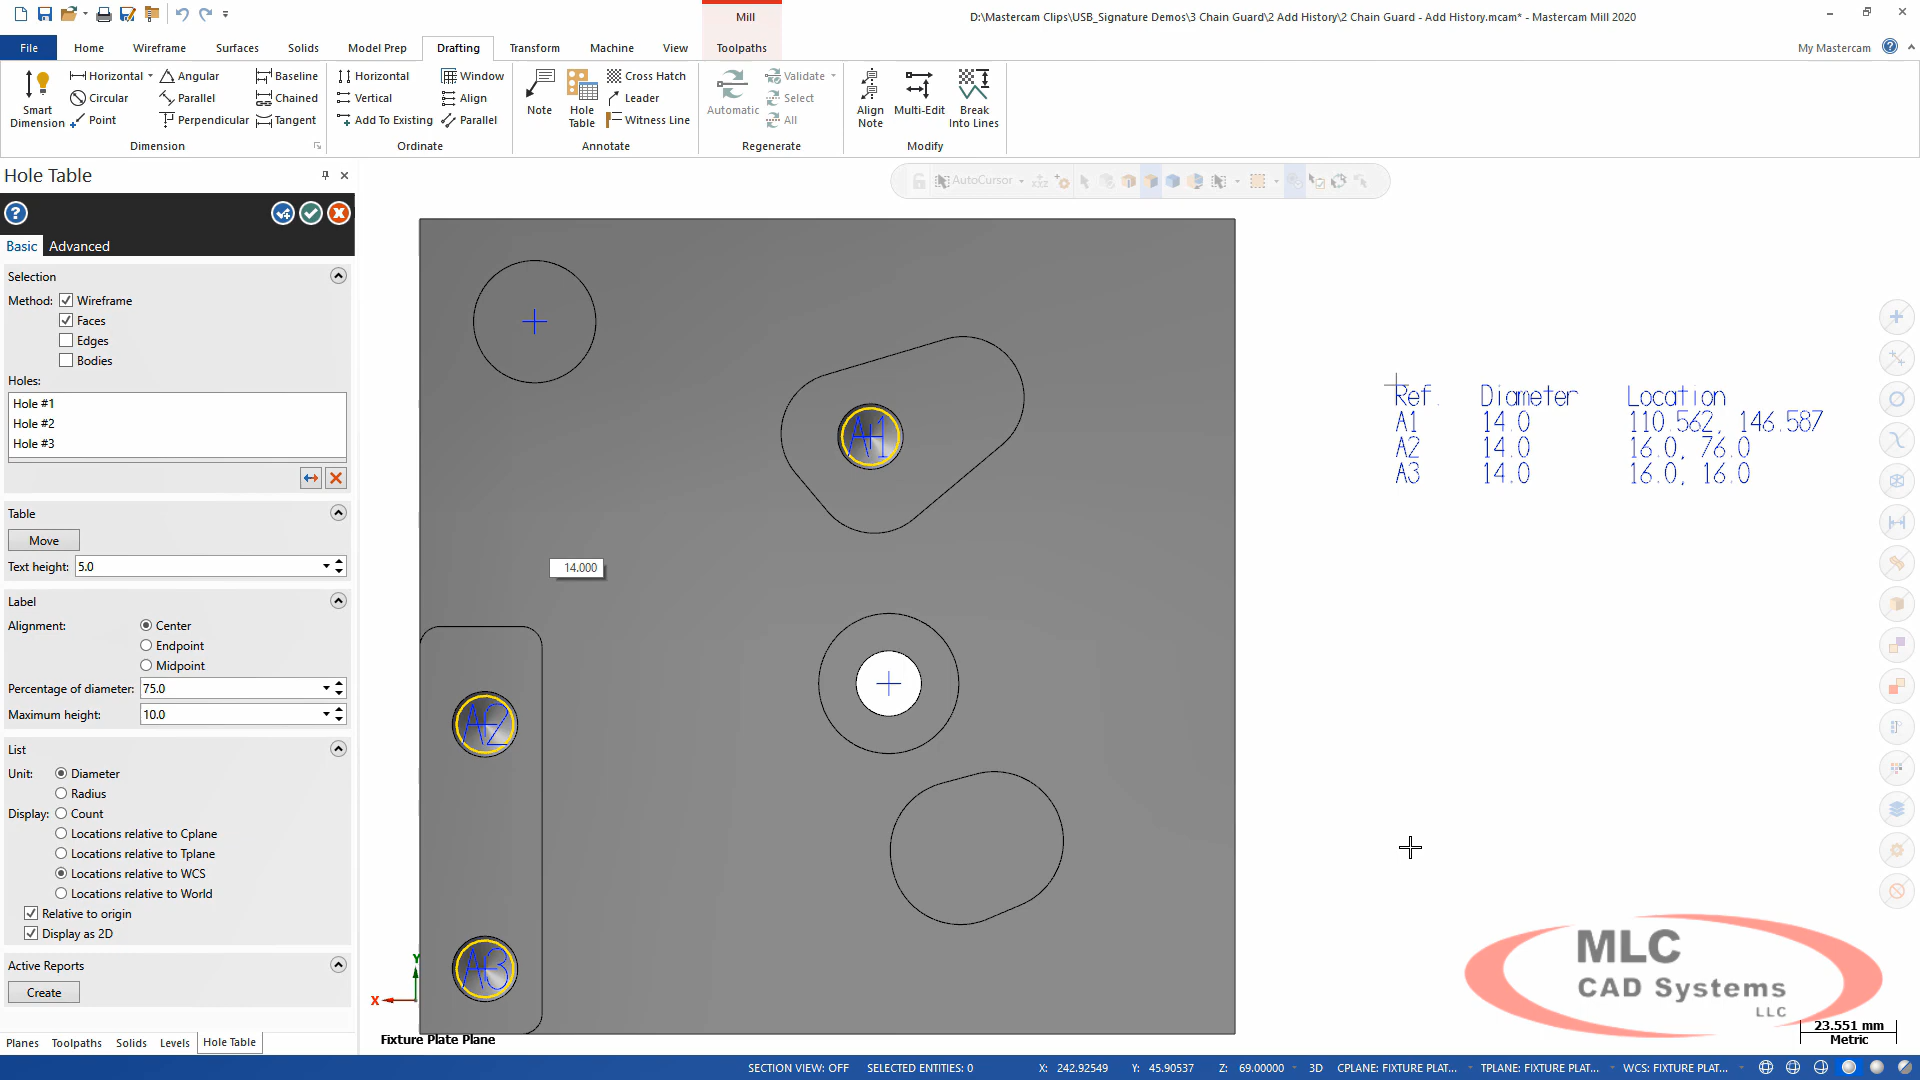 D:\Mastercam Clips\USB_Signature Demos\3 Chain Guard\2 Add History\2 Chain Guard - Add History.mcam* - Mastercam Mill 2020
Mill
File Home Wireframe Surfaces Solids Model Prep Drafting Transform Machine View Toolpaths My Mastercam
Smart Dimension
Horizontal Angular Baseline
Circular Parallel Chained
Point Perpendicular Tangent
Dimension
Horizontal Window
Vertical Align
Add To Existing Parallel
Ordinate
Note
Hole Table
Cross Hatch
Leader
Witness Line
Annotate
Automatic
Validate
Select
All
Regenerate
Align Note
Multi-Edit
Break Into Lines
Modify
AutoCursor
Hole Table
Basic Advanced
Selection
Method: Wireframe
Faces
Edges
Bodies
Holes:
Hole #1
Hole #2
Hole #3
Table
Move
Text height: 5.0
Label
Alignment: Center
Endpoint
Midpoint
Percentage of diameter: 75.0
Maximum height: 10.0
List
Unit: Diameter
Radius
Display: Count
Locations relative to Cplane
Locations relative to Tplane
Locations relative to WCS
Locations relative to World
Relative to origin
Display as 2D
Active Reports
Create
Planes Toolpaths Solids Levels Hole Table
A1
14.000
A2
A3
Y
X
Fixture Plate Plane
Ref. Diameter Location
A1 14.0 110.562, 146.587
A2 14.0 16.0, 76.0
A3 14.0 16.0, 16.0
MLC
CAD Systems
LLC
23.551 mm
Metric
SECTION VIEW: OFF SELECTED ENTITIES: 0 X: 242.92549 Y: 45.90537 Z: 69.00000 3D CPLANE: FIXTURE PLAT... TPLANE: FIXTURE PLAT... WCS: FIXTURE PLAT...